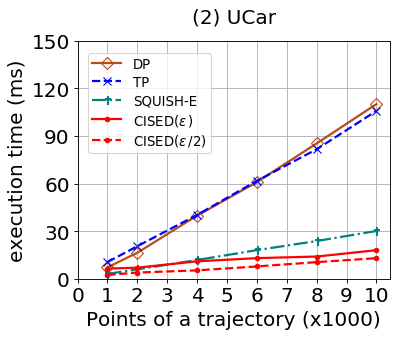 (2) UCar
execution time (ms)
150
120
90
60
30
0
DP
TP
SQUISH-E
CISED(ε)
CISED(ε/2)
0 1 2 3 4 5 6 7 8 9 10
Points of a trajectory (x1000)